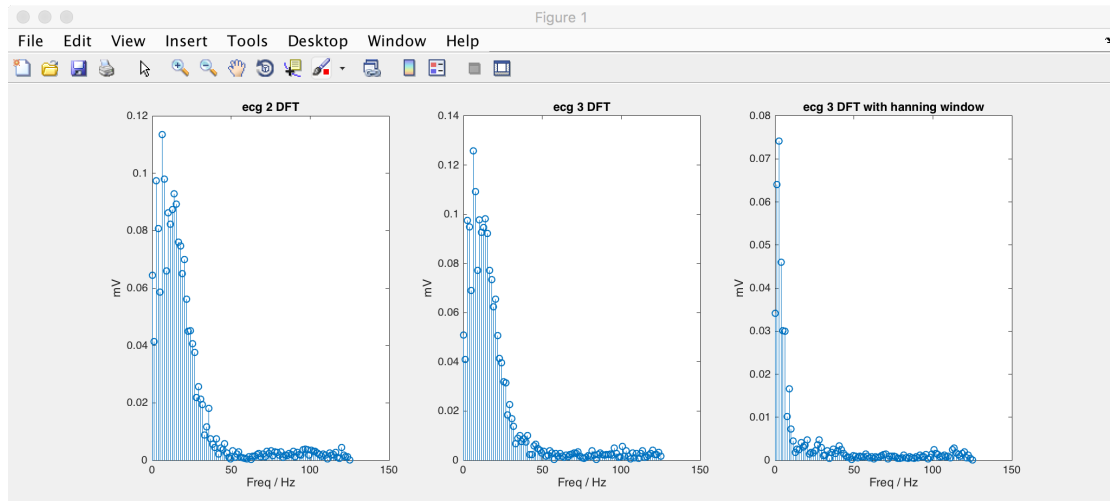 Figure 1
File Edit View Insert Tools Desktop Window Help
ecg 2 DFT
0.12
0.1
0.08
0.06
0.04
0.02
0
mV
0 50 100 150
Freq / Hz
ecg 3 DFT
0.14
0.12
0.1
0.08
0.06
0.04
0.02
0
mV
0 50 100 150
Freq / Hz
ecg 3 DFT with hanning window
0.08
0.07
0.06
0.05
0.04
0.03
0.02
0.01
0
mV
0 50 100 150
Freq / Hz